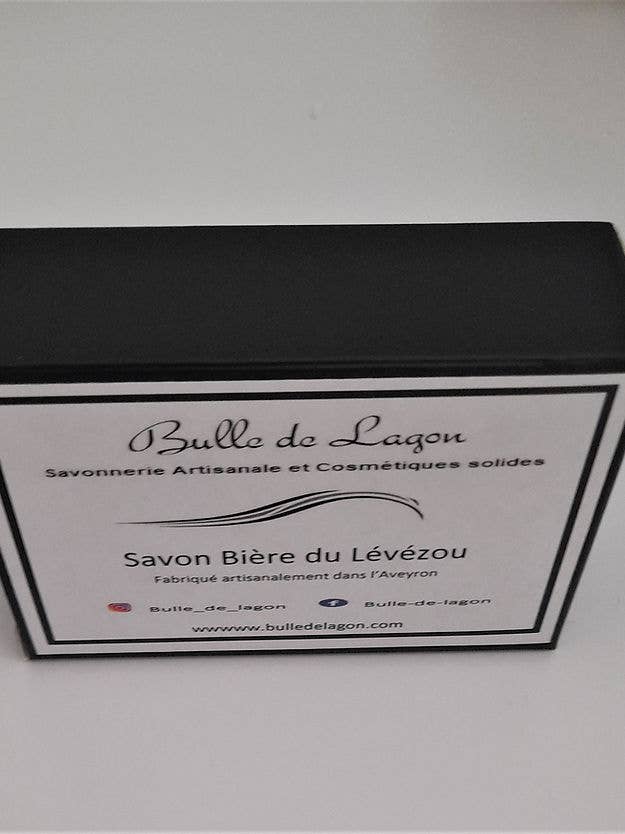 Bulle de Lagon
Savonnerie Artisanale et Cosmétiques solides
Savon Bière du Lévézou
Fabriqué artisanalement dans l'Aveyron
Bulle_de_lagon Bulle-de-lagon
wwwww.bulledelagon.com